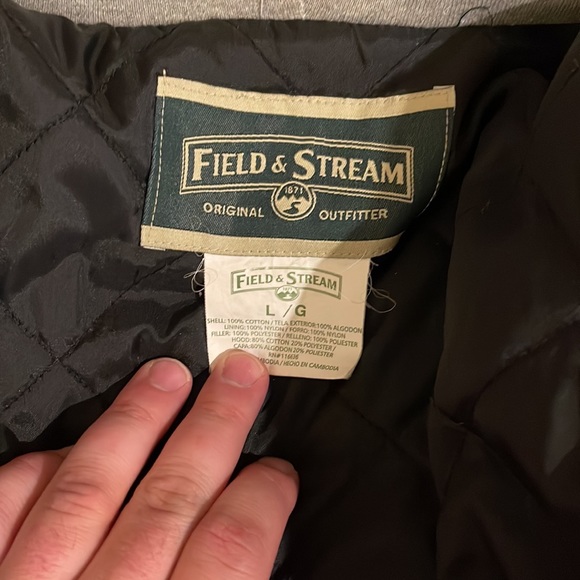 FIELD & STREAM
1871
ORIGINAL OUTFITTER
FIELD & STREAM
L / G
SHELL: 100% COTTON / TELA EXTERIOR: 100% ALGODON
LINING: 100% NYLON / FORRO: 100% NYLON
FILLER: 100% POLYESTER / RELLENO: 100% POLIESTER
HOOD: 80% COTTON 20% POLYESTER /
CAPA: 80% ALGODON 20% POLIESTER
/ HECHO EN CAMBODIA